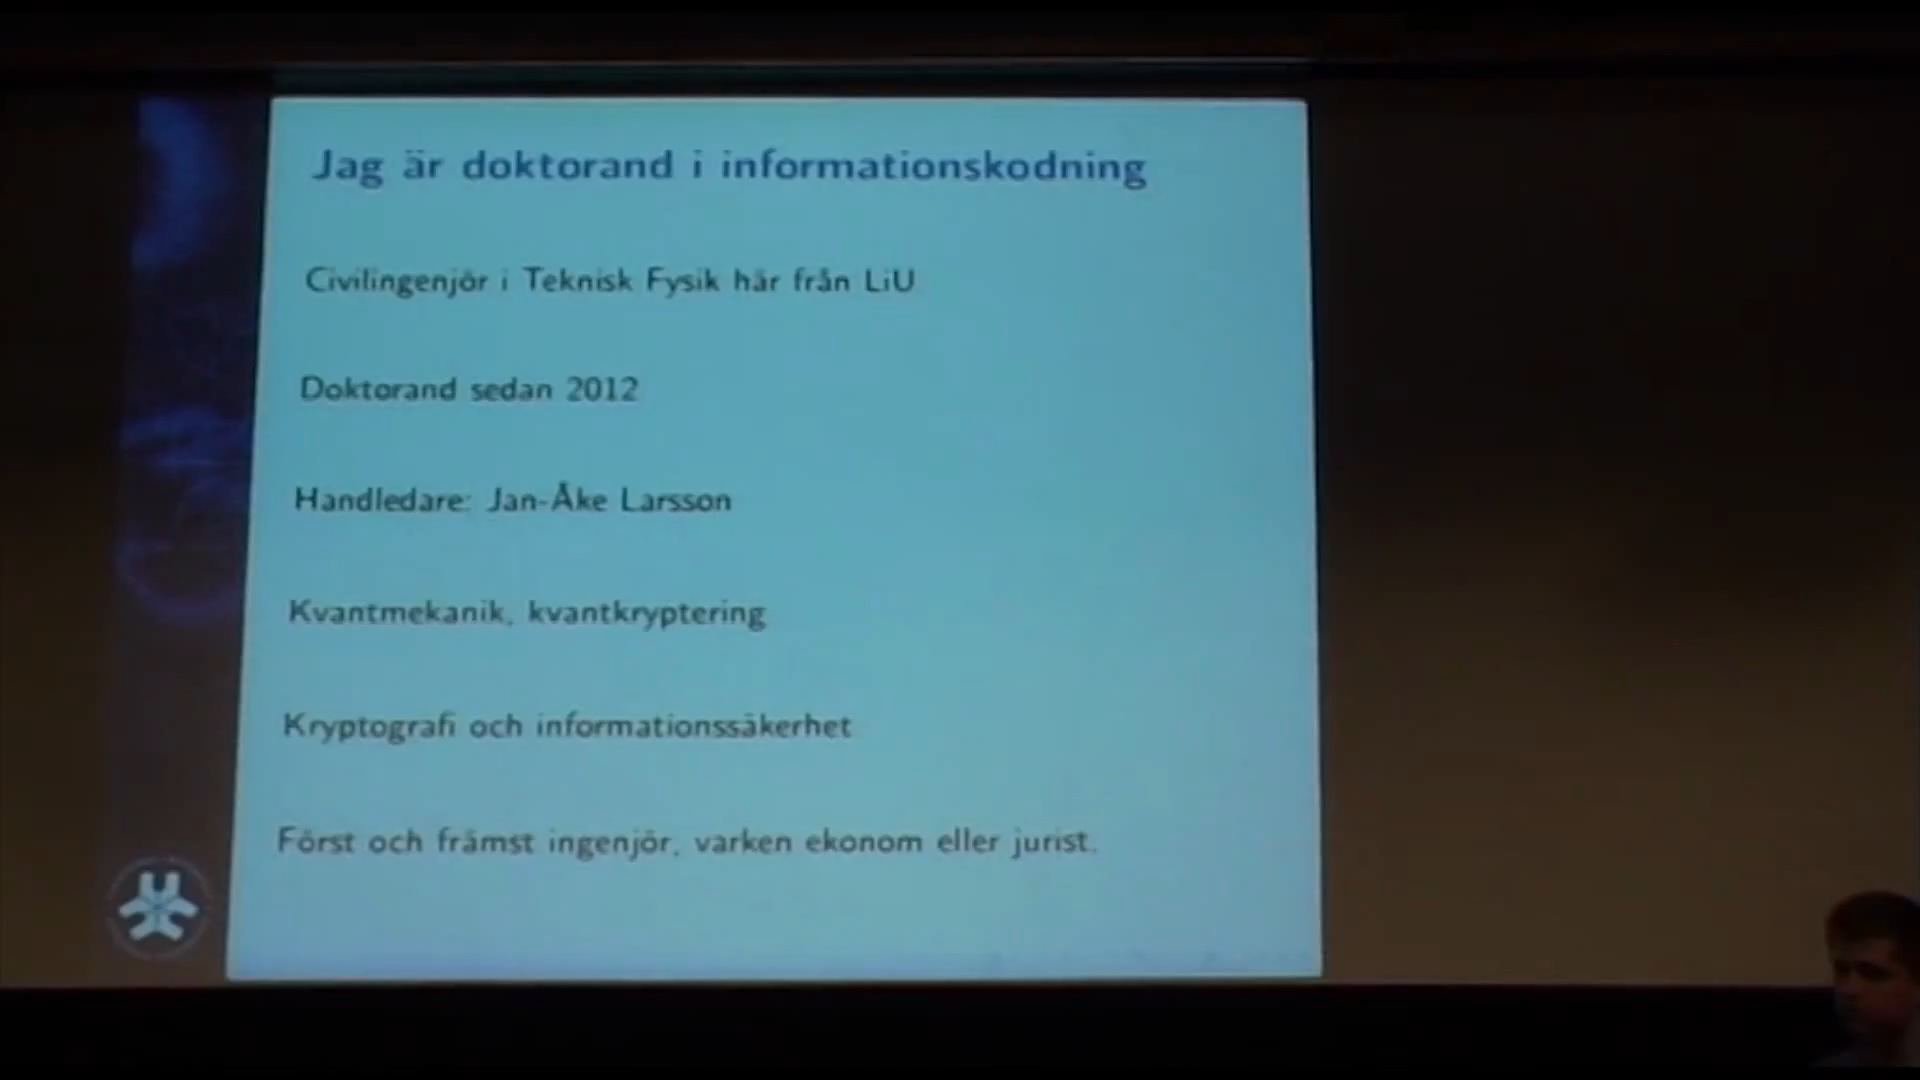 Jag är doktorand i informationskodning
Civilingenjör i Teknisk Fysik här från LiU
Doktorand sedan 2012
Handledare: Jan-Åke Larsson
Kvantmekanik, kvantkryptering
Kryptografi och informationssäkerhet
Först och främst ingenjör, varken ekonom eller jurist.